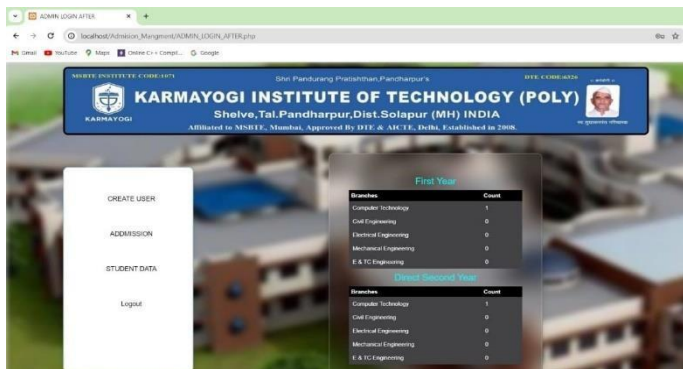 ADMIN LOGIN AFTER
localhost/Admission_Mangment/ADMIN_LOGIN_AFTER.php
Gmail YouTube Maps Online C++ Compil... Google
MSBTE INSTITUTE CODE:1071
Shri Pandurang Pratishthan,Pandharpur's
DTE CODE:6326
KARMAYOGI INSTITUTE OF TECHNOLOGY (POLY)
KARMAYOGI
Shelve,Tal.Pandharpur,Dist.Solapur (MH) INDIA
Affiliated to MSBTE, Mumbai, Approved By DTE & AICTE, Delhi, Established in 2008.
CREATE USER
ADDMISSION
STUDENT DATA
Logout
First Year
Branches Count
Computer Technology 1
Civil Engineering 0
Electrical Engineering 0
Mechanical Engineering 0
E & TC Engineering 0
Direct Second Year
Branches Count
Computer Technology 1
Civil Engineering 0
Electrical Engineering 0
Mechanical Engineering 0
E & TC Engineering 0